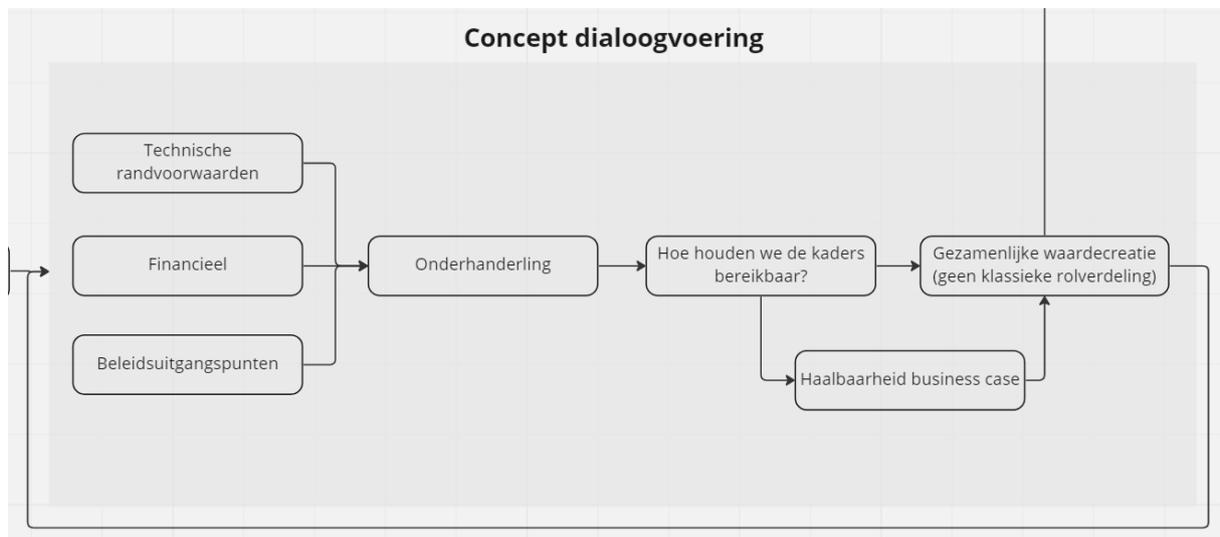 Concept dialoogvoering
Technische
randvoorwaarden
Financieel
Beleidsuitgangspunten
Onderhanderling
Hoe houden we de kaders
bereikbaar?
Gezamenlijke waardecreatie
(geen klassieke rolverdeling)
Haalbaarheid business case